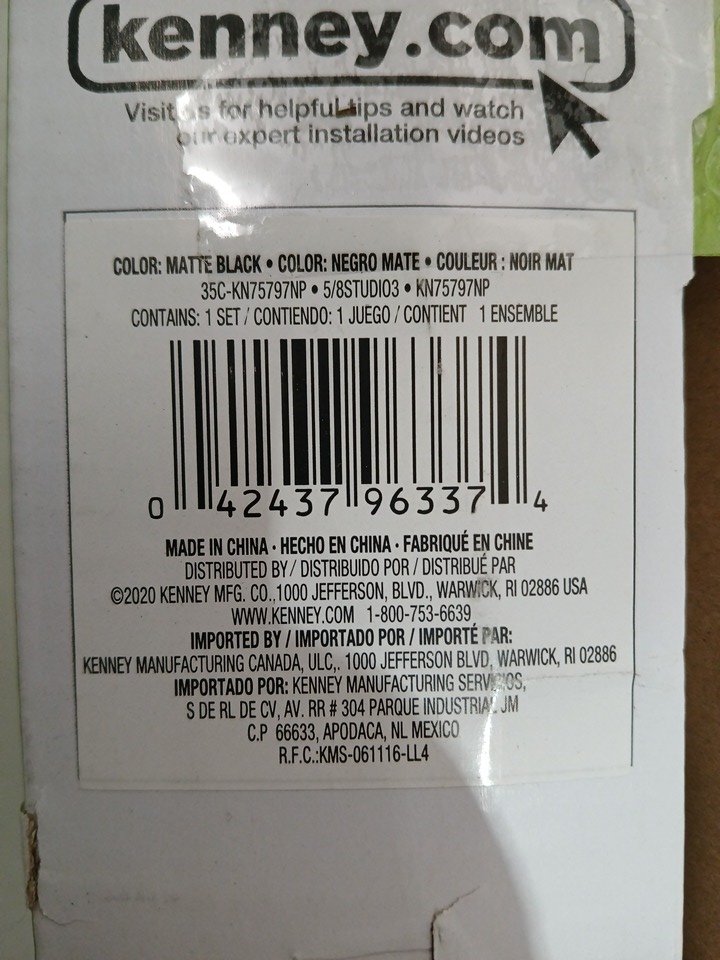 kenney.com
Visit us for helpful tips and watch
our expert installation videos
COLOR: MATTE BLACK • COLOR: NEGRO MATE • COULEUR : NOIR MAT
35C-KN75797NP • 5/8STUDIO3 • KN75797NP
CONTAINS: 1 SET / CONTIENDO: 1 JUEGO / CONTIENT 1 ENSEMBLE
0 42437 96337 4
MADE IN CHINA · HECHO EN CHINA · FABRIQUÉ EN CHINE
DISTRIBUTED BY / DISTRIBUIDO POR / DISTRIBUÉ PAR
©2020 KENNEY MFG. CO.,1000 JEFFERSON, BLVD., WARWICK, RI 02886 USA
WWW.KENNEY.COM 1-800-753-6639
IMPORTED BY / IMPORTADO POR / IMPORTÉ PAR:
KENNEY MANUFACTURING CANADA, ULC,. 1000 JEFFERSON BLVD, WARWICK, RI 02886
IMPORTADO POR: KENNEY MANUFACTURING SERVICIOS,
S DE RL DE CV, AV. RR # 304 PARQUE INDUSTRIAL JM
C.P 66633, APODACA, NL MEXICO
R.F.C.:KMS-061116-LL4